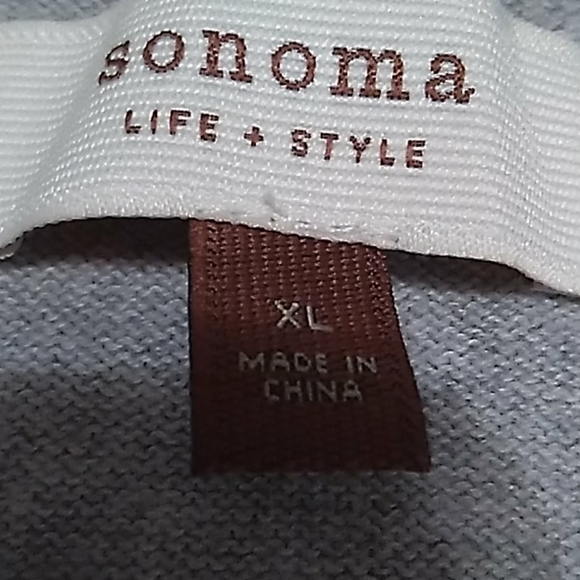 sonoma
LIFE + STYLE
XL
MADE IN
CHINA